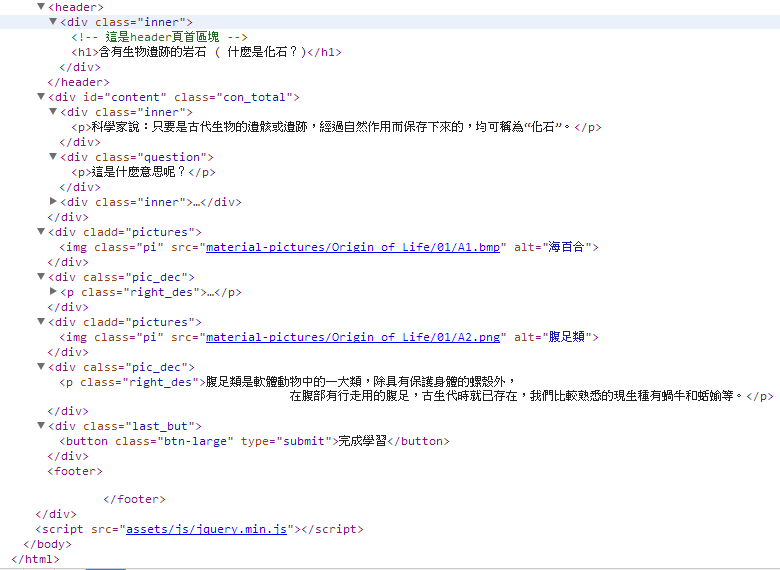 ▼<header>
▼<div class="inner">
<!-- 這是header頁首區塊 -->
<h1>含有生物遺跡的岩石 ( 什麼是化石？)</h1>
</div>
</header>
▼<div id="content" class="con_total">
▼<div class="inner">
<p>科學家說：只要是古代生物的遺骸或遺跡，經過自然作用而保存下來的，均可稱為“化石”。</p>
</div>
▼<div class="question">
<p>這是什麼意思呢？</p>
</div>
▶<div class="inner">…</div>
</div>
▼<div cladd="pictures">
<img class="pi" src="material-pictures/Origin of Life/01/A1.bmp" alt="海百合">
</div>
▼<div calss="pic_dec">
▶<p class="right_des">…</p>
</div>
▼<div cladd="pictures">
<img class="pi" src="material-pictures/Origin of Life/01/A2.png" alt="腹足類">
</div>
▼<div calss="pic_dec">
<p class="right_des">腹足類是軟體動物中的一大類，除具有保護身體的螺殼外，
在腹部有行走用的腹足，古生代時就已存在，我們比較熟悉的現生種有蝸牛和蛞蝓等。</p>
</div>
▼<div class="last_but">
<button class="btn-large" type="submit">完成學習</button>
</div>
<footer>
</footer>
</div>
<script src="assets/js/jquery.min.js"></script>
</body>
</html>